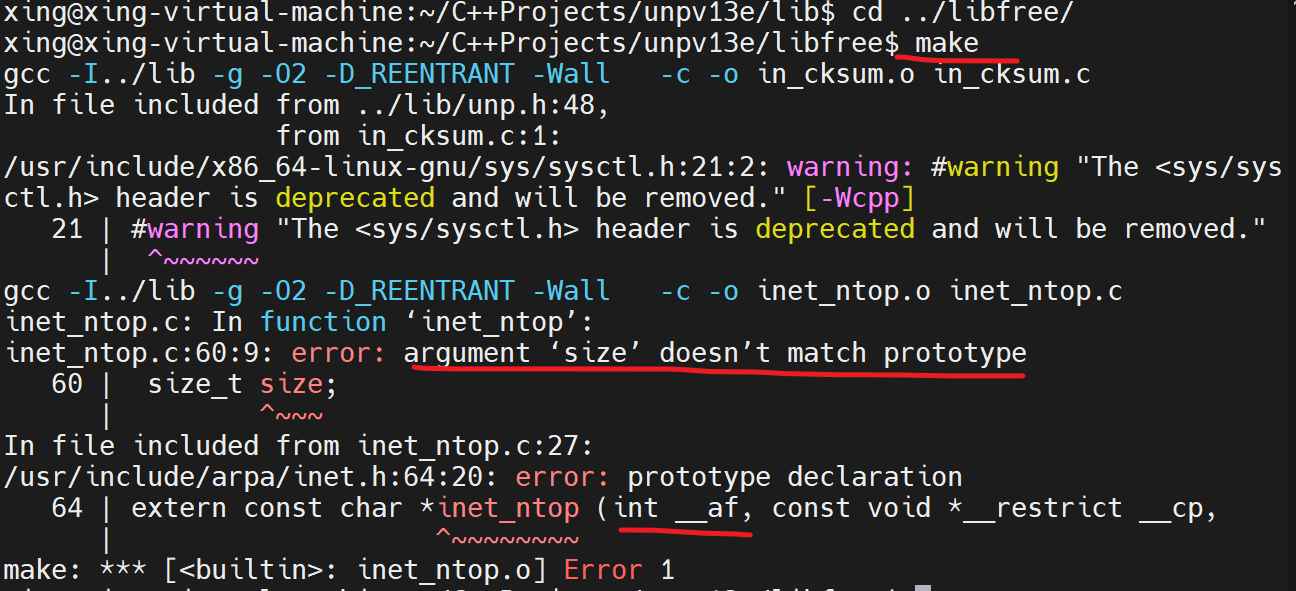 xing@xing-virtual-machine:~/C++Projects/unpv13e/lib$ cd ../libfree/
xing@xing-virtual-machine:~/C++Projects/unpv13e/libfree$ make
gcc -I../lib -g -O2 -D_REENTRANT -Wall   -c -o in_cksum.o in_cksum.c
In file included from ../lib/unp.h:48,
                 from in_cksum.c:1:
/usr/include/x86_64-linux-gnu/sys/sysctl.h:21:2: warning: #warning "The <sys/sys
ctl.h> header is deprecated and will be removed." [-Wcpp]
   21 | #warning "The <sys/sysctl.h> header is deprecated and will be removed."
      |  ^~~~~~~
gcc -I../lib -g -O2 -D_REENTRANT -Wall   -c -o inet_ntop.o inet_ntop.c
inet_ntop.c: In function ‘inet_ntop’:
inet_ntop.c:60:9: error: argument ‘size’ doesn’t match prototype
   60 |  size_t size;
      |         ^~~~
In file included from inet_ntop.c:27:
/usr/include/arpa/inet.h:64:20: error: prototype declaration
   64 | extern const char *inet_ntop (int __af, const void *__restrict __cp,
      |                    ^~~~~~~~~
make: *** [<builtin>: inet_ntop.o] Error 1